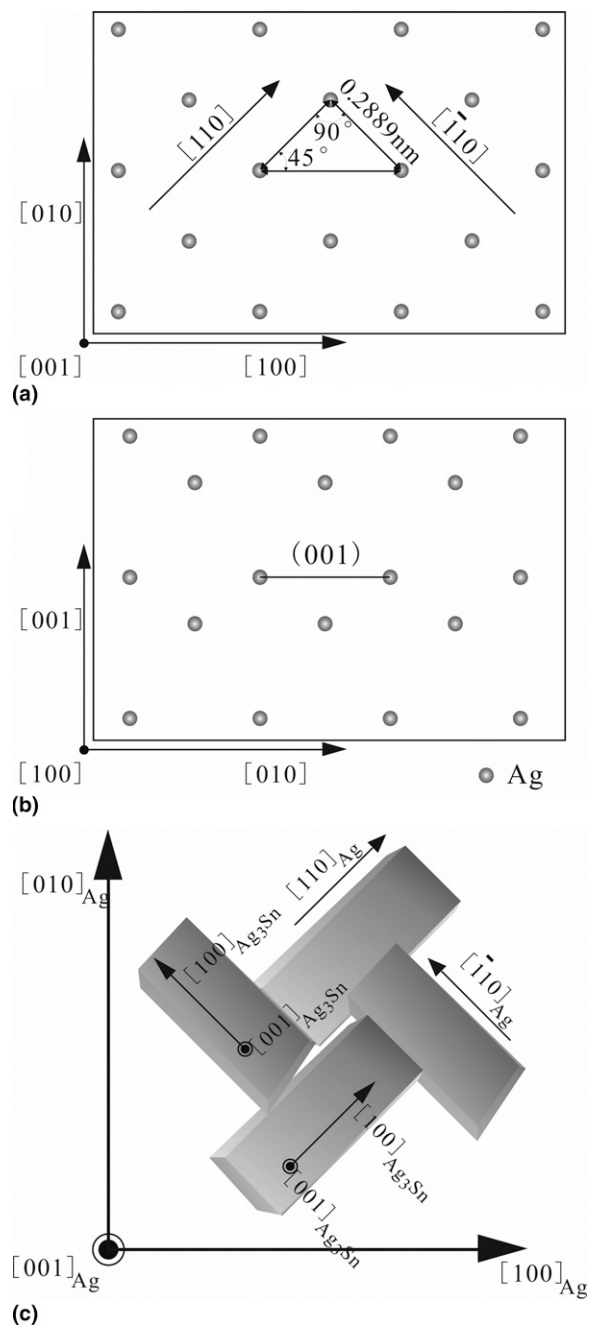 0.2889nm
[110]
90°
[1̄10]
45°
[010]
[001]
[100]
(a)
(001)
[001]
[100]
[010]
Ag
(b)
[010]Ag
[110]Ag
[100]Ag₃Sn
[1̄10]Ag
[001]Ag₃Sn
[100]Ag₃Sn
[001]Ag₃Sn
[001]Ag
[100]Ag
(c)